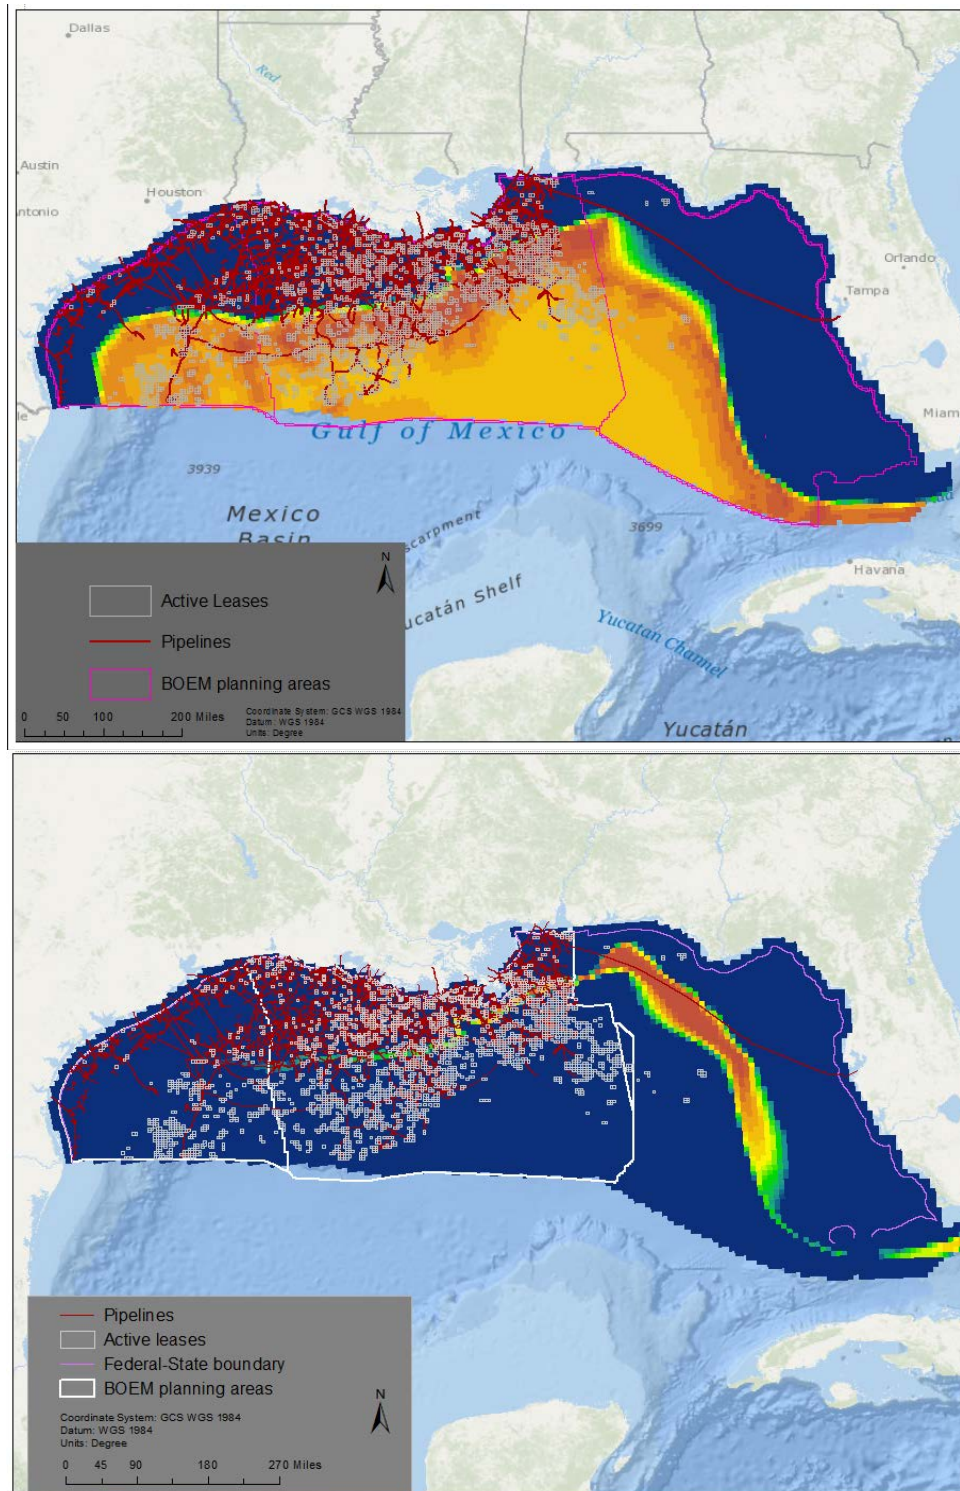 Dallas
Red
Austin
Houston
ntonio
Orlando
Tampa
Miam
le
Gulf of Mexico
3939
Mexico
Basin
scarpment
3699
Havana
ucatán Shelf
Yucatan Channel
Yucatán
N
Active Leases
Pipelines
BOEM planning areas
0 50 100 200 Miles
Coordinate System: GCS WGS 1984
Datum: WGS 1984
Units: Degree
Pipelines
Active leases
Federal-State boundary
BOEM planning areas
N
Coordinate System: GCS WGS 1984
Datum: WGS 1984
Units: Degree
0 45 90 180 270 Miles